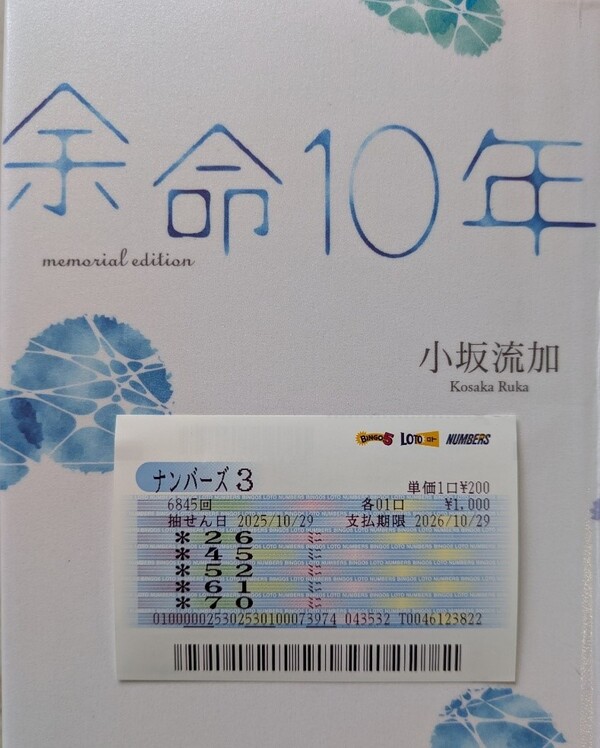 余命10年
memorial edition
小坂流加
Kosaka Ruka
BINGO5 LOTO ロト NUMBERS
ナンバーズ3
単価1口¥200
6845回 各01口 ¥1,000
抽せん日 2025/10/29 支払期限 2026/10/29
*26
*45
*52
*61
*70
010000025302530100073974 043532 T0046123822